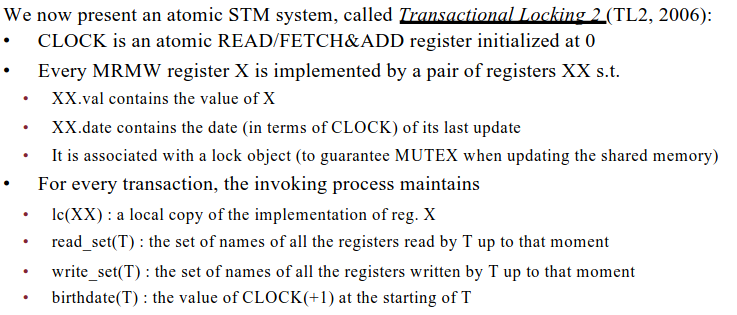 We now present an atomic STM system, called Transactional Locking 2 (TL2, 2006):
• CLOCK is an atomic READ/FETCH&ADD register initialized at 0
• Every MRMW register X is implemented by a pair of registers XX s.t.
• XX.val contains the value of X
• XX.date contains the date (in terms of CLOCK) of its last update
• It is associated with a lock object (to guarantee MUTEX when updating the shared memory)
• For every transaction, the invoking process maintains
• lc(XX) : a local copy of the implementation of reg. X
• read_set(T) : the set of names of all the registers read by T up to that moment
• write_set(T) : the set of names of all the registers written by T up to that moment
• birthdate(T) : the value of CLOCK(+1) at the starting of T